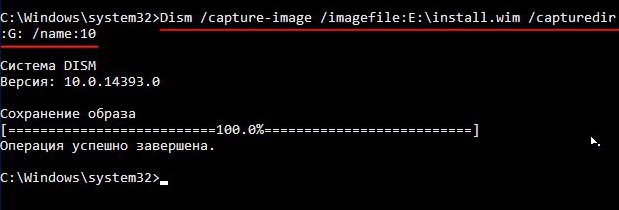 C:\Windows\system32>Dism /capture-image /imagefile:E:\install.wim /capturedir
:G: /name:10
Cистема DISM
Версия: 10.0.14393.0
Сохранение образа
[==========================100.0%==========================]
Операция успешно завершена.
C:\Windows\system32>